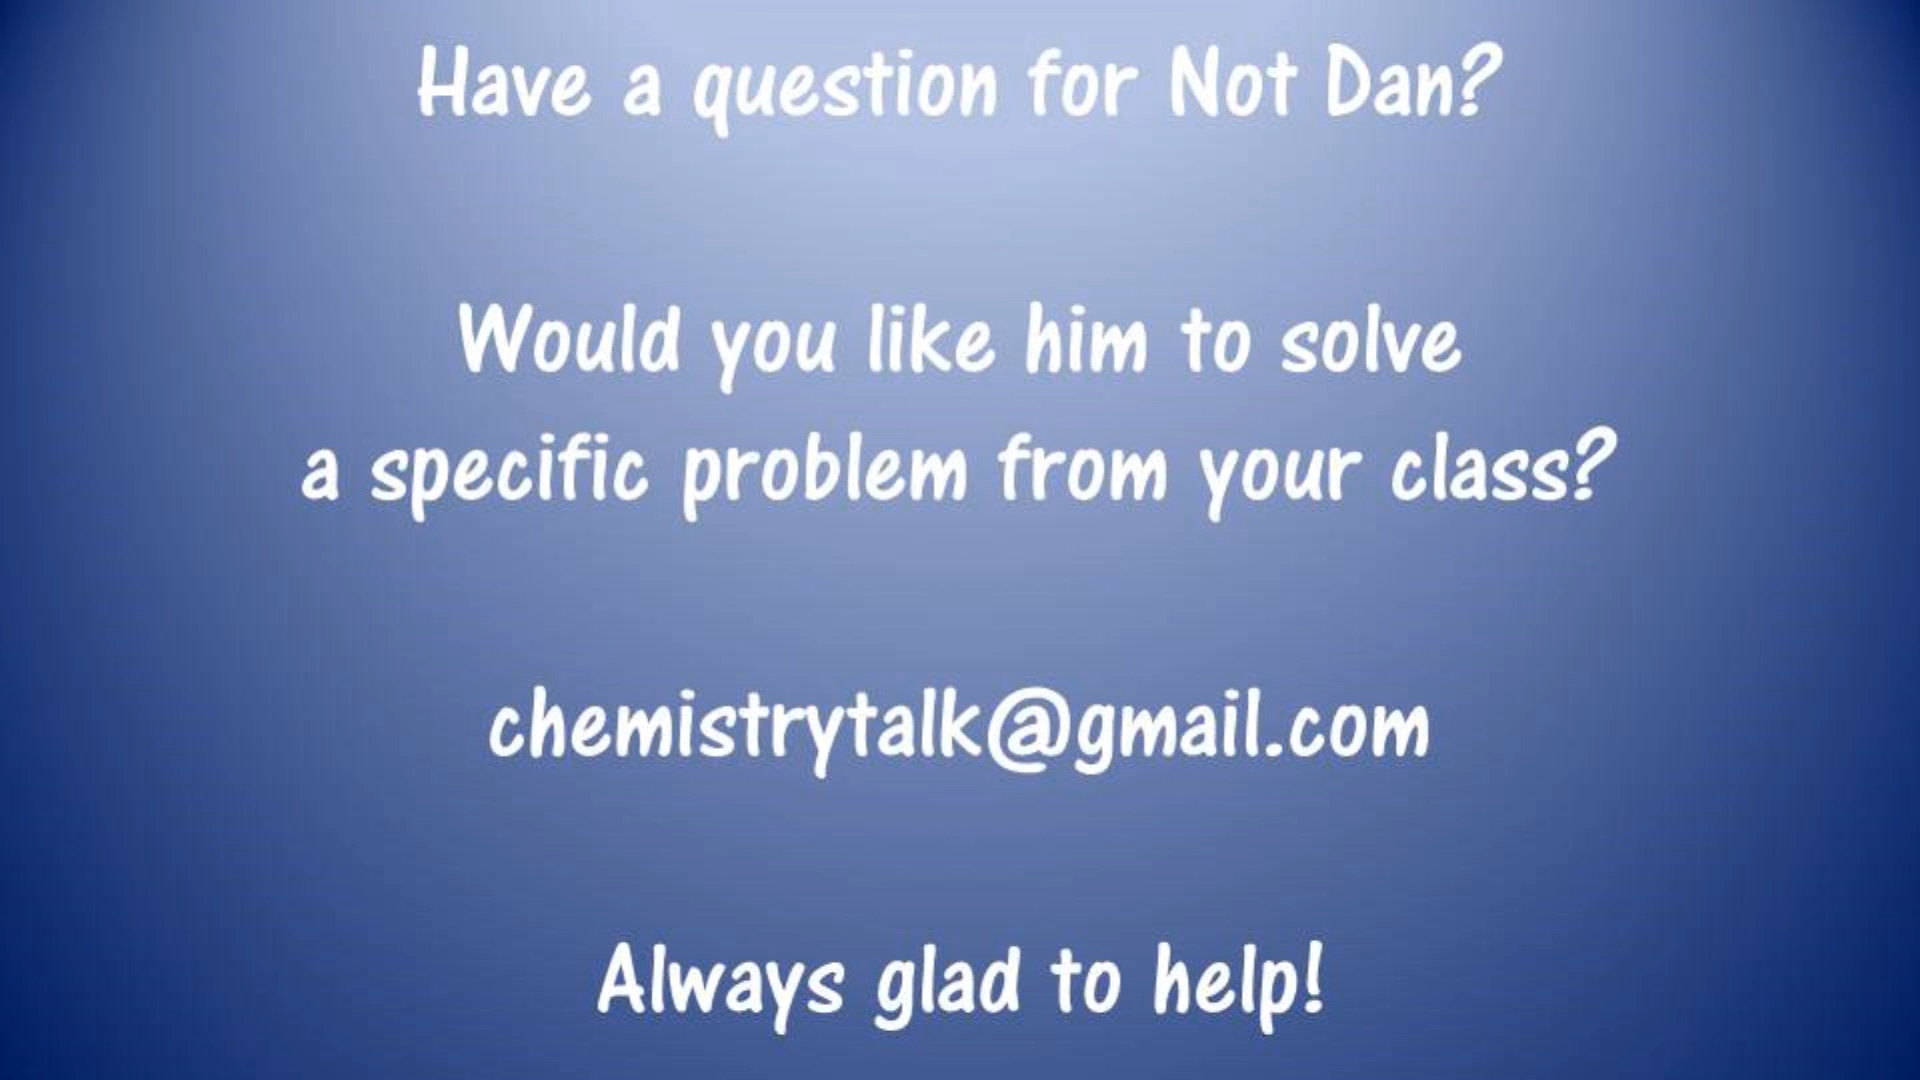 Have a question for Not Dan?
Would you like him to solve
a specific problem from your class?
chemistrytalk@gmail.com
Always glad to help!